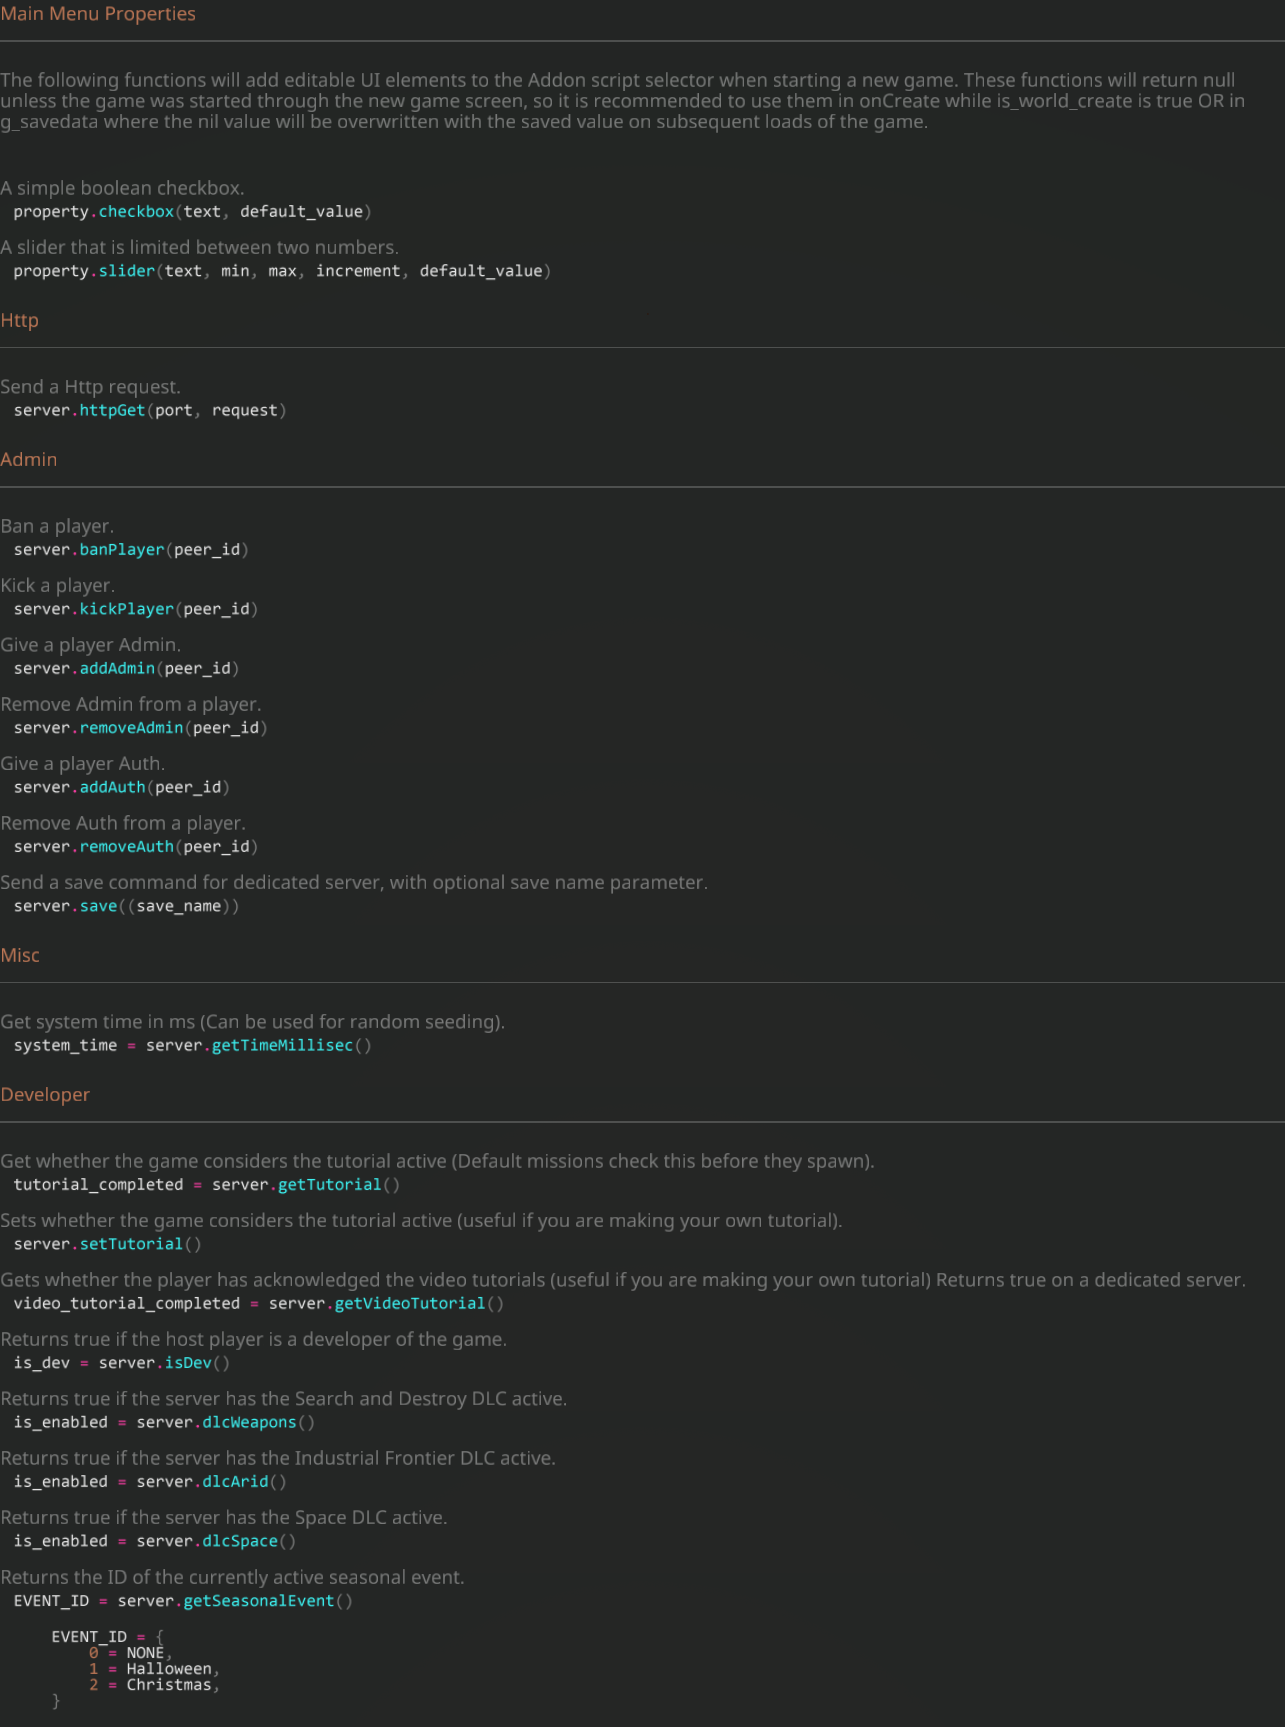 Main Menu Properties
The following functions will add editable UI elements to the Addon script selector when starting a new game. These functions will return null
unless the game was started through the new game screen, so it is recommended to use them in onCreate while is_world_create is true OR in
g_savedata where the nil value will be overwritten with the saved value on subsequent loads of the game.
A simple boolean checkbox.
property.checkbox(text, default_value)
A slider that is limited between two numbers.
property.slider(text, min, max, increment, default_value)
Http
Send a Http request.
server.httpGet(port, request)
Admin
Ban a player.
server.banPlayer(peer_id)
Kick a player.
server.kickPlayer(peer_id)
Give a player Admin.
server.addAdmin(peer_id)
Remove Admin from a player.
server.removeAdmin(peer_id)
Give a player Auth.
server.addAuth(peer_id)
Remove Auth from a player.
server.removeAuth(peer_id)
Send a save command for dedicated server, with optional save name parameter.
server.save((save_name))
Misc
Get system time in ms (Can be used for random seeding).
system_time = server.getTimeMillisec()
Developer
Get whether the game considers the tutorial active (Default missions check this before they spawn).
tutorial_completed = server.getTutorial()
Sets whether the game considers the tutorial active (useful if you are making your own tutorial).
server.setTutorial()
Gets whether the player has acknowledged the video tutorials (useful if you are making your own tutorial) Returns true on a dedicated server.
video_tutorial_completed = server.getVideoTutorial()
Returns true if the host player is a developer of the game.
is_dev = server.isDev()
Returns true if the server has the Search and Destroy DLC active.
is_enabled = server.dlcWeapons()
Returns true if the server has the Industrial Frontier DLC active.
is_enabled = server.dlcArid()
Returns true if the server has the Space DLC active.
is_enabled = server.dlcSpace()
Returns the ID of the currently active seasonal event.
EVENT_ID = server.getSeasonalEvent()
EVENT_ID = {
0 = NONE,
1 = Halloween,
2 = Christmas,
}